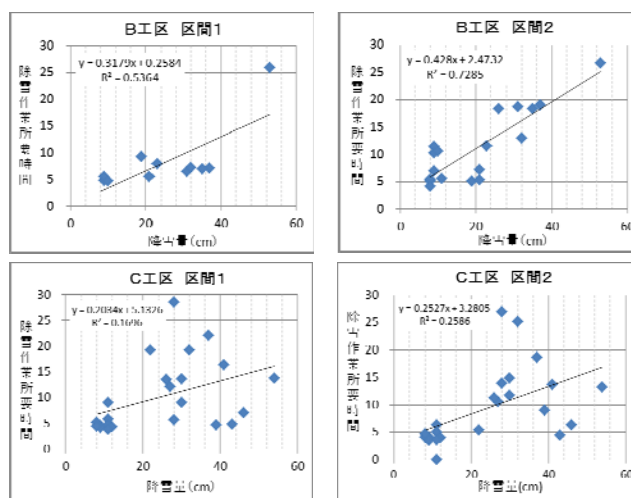 B工区 区間1
除雪作業所要時間
y = 0.3179x + 0.2584
R² = 0.5364
30
25
20
15
10
5
0
0 20 40 60
降雪量(cm)
B工区 区間2
除雪作業所要時間
y = 0.428x + 2.4732
R² = 0.7285
30
25
20
15
10
5
0
0 20 40 60
降雪量(cm)
C工区 区間1
除雪作業所要時間
y = 0.2084x + 5.1326
R² = 0.1696
30
25
20
15
10
5
0
0 20 40 60
降雪量(cm)
C工区 区間2
除雪作業所要時間
y = 0.2527x + 3.2805
R² = 0.2586
30
25
20
15
10
5
0
0 20 40 60
降雪量(cm)